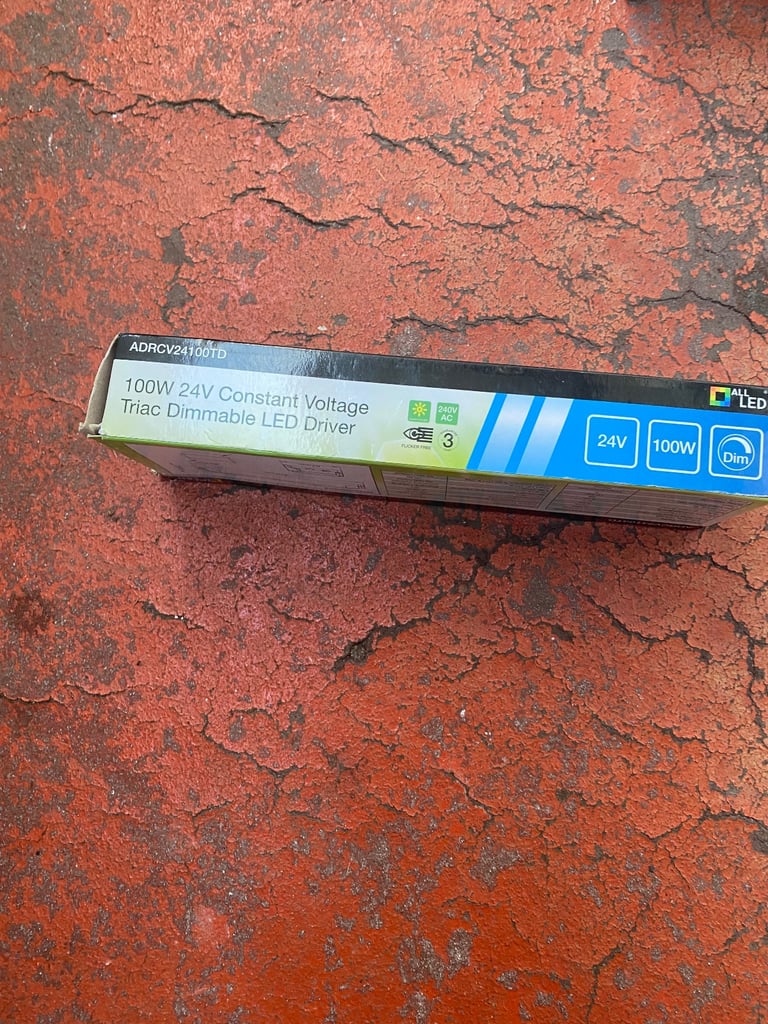 ADRCV24100TD
ALL
LED
100W 24V Constant Voltage
Triac Dimmable LED Driver
240V
AC
FLICKER FREE
3
24V
100W
Dim